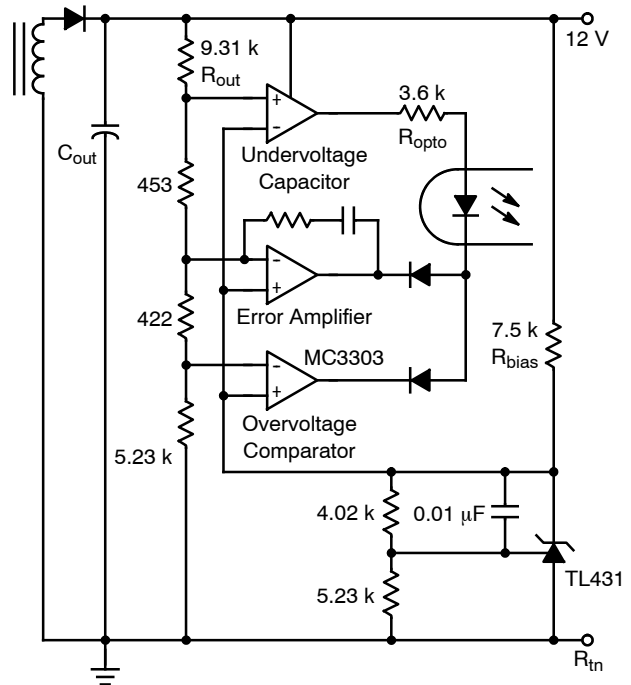 12 V
9.31 k
R_out
3.6 k
R_opto
+
-
Undervoltage
Capacitor
C_out
453
-
+
Error Amplifier
422
7.5 k
R_bias
MC3303
-
+
Overvoltage
Comparator
5.23 k
4.02 k
0.01 µF
TL431
5.23 k
R_tn